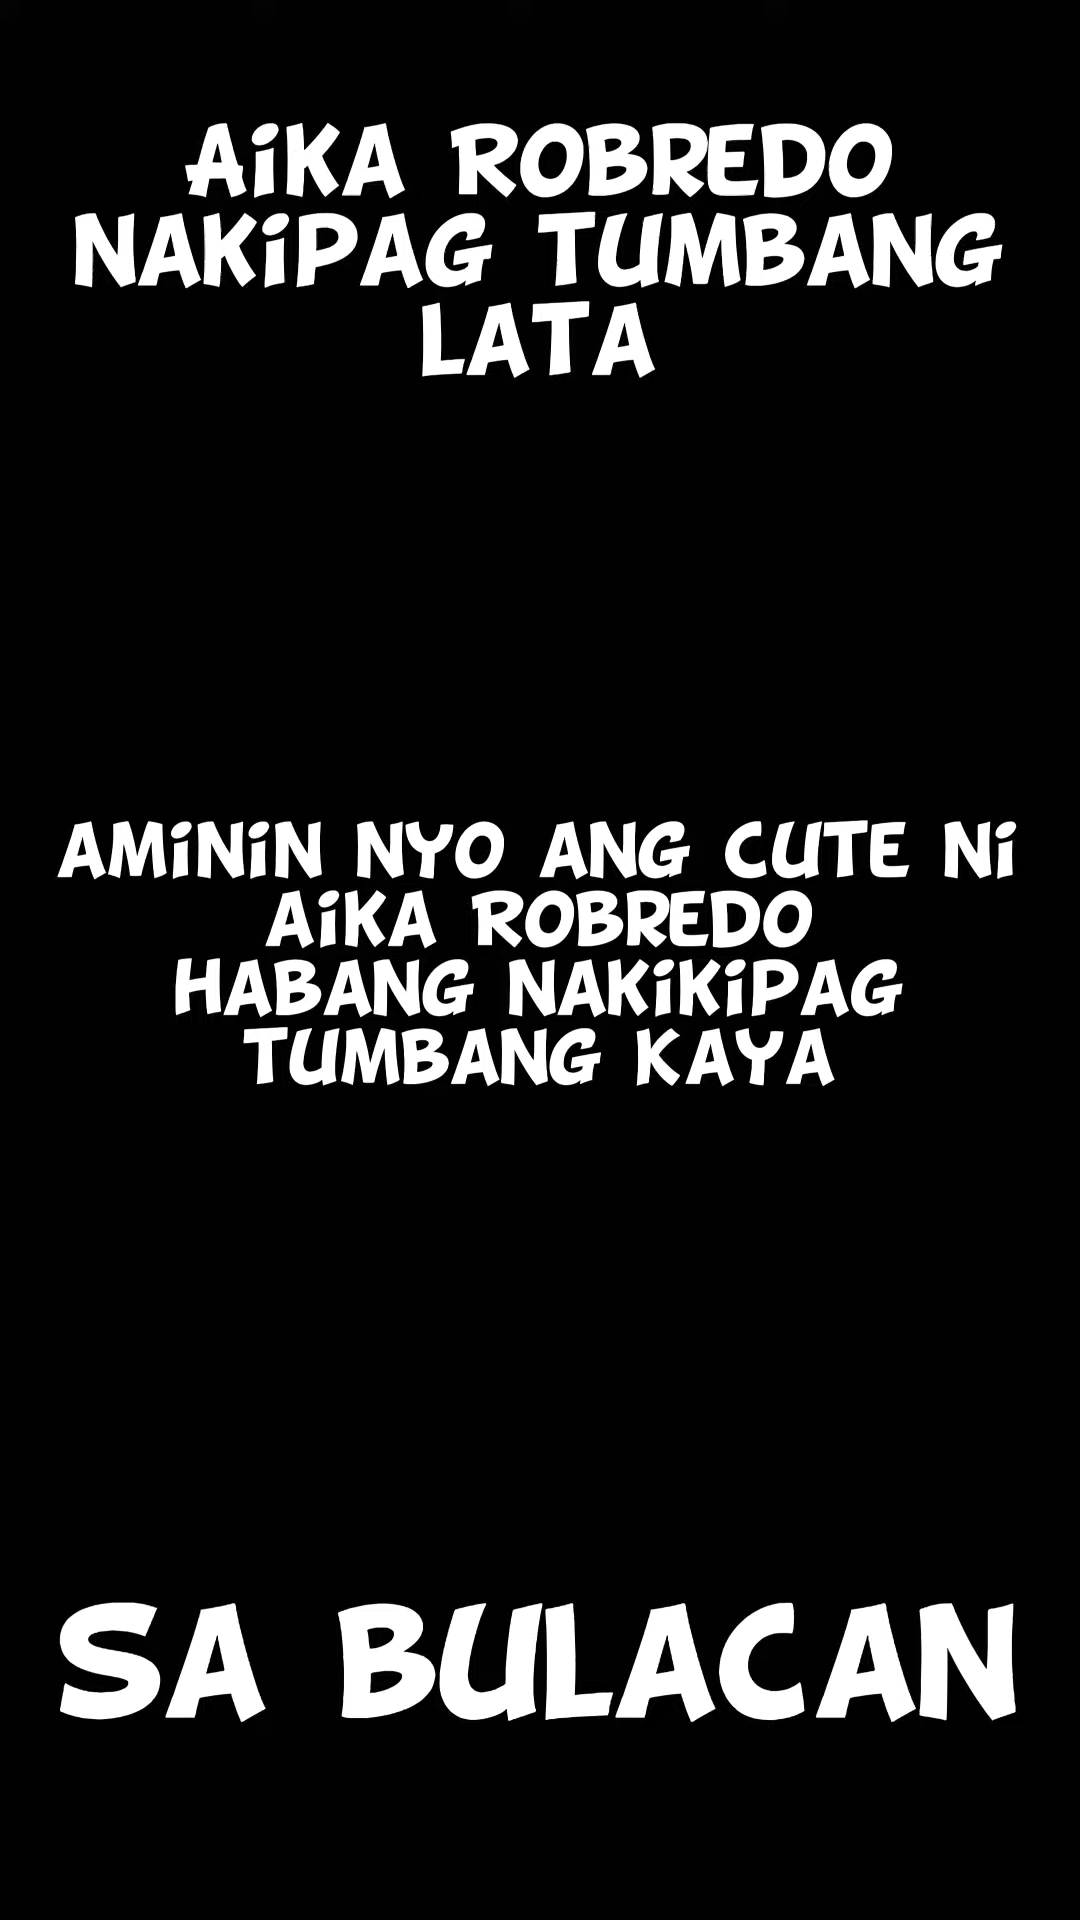 AiKA ROBREDO
NAKiPAG TUMBANG
LATA
AMiNiN NYO ANG CUTE Ni
AiKA ROBREDO
HABANG NAKiKiPAG
TUMBANG KAYA
SA BULACAN